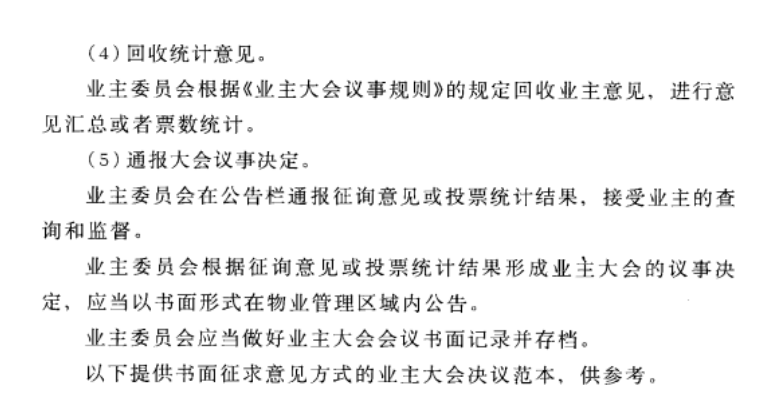 （4）回收统计意见。
业主委员会根据《业主大会议事规则》的规定回收业主意见，进行意
见汇总或者票数统计。
（5）通报大会议事决定。
业主委员会在公告栏通报征询意见或投票统计结果，接受业主的查
询和监督。
业主委员会根据征询意见或投票统计结果形成业主大会的议事决
定，应当以书面形式在物业管理区域内公告。
业主委员会应当做好业主大会会议书面记录并存档。
以下提供书面征求意见方式的业主大会决议范本，供参考。